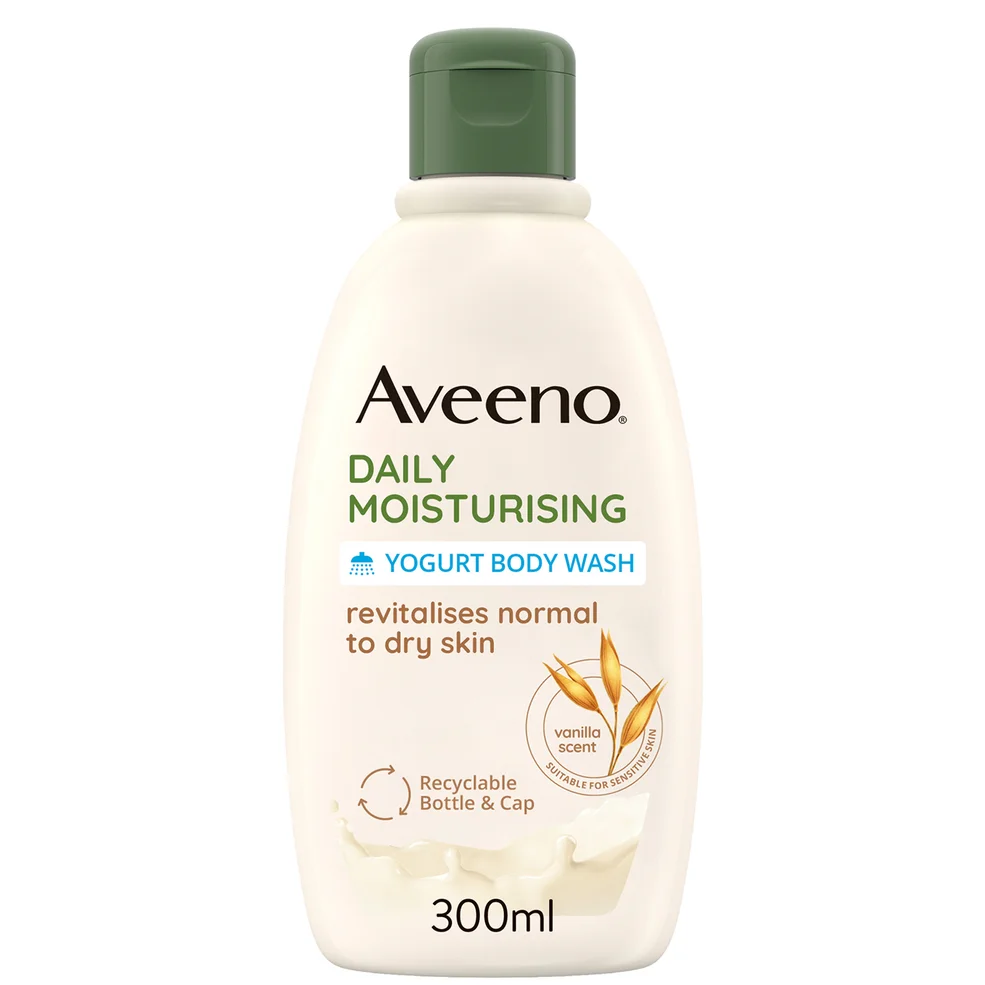 Aveeno®
DAILY
MOISTURISING
YOGURT BODY WASH
revitalises normal
to dry skin
vanilla
scent
SUITABLE FOR SENSITIVE SKIN
Recyclable
Bottle & Cap
300ml